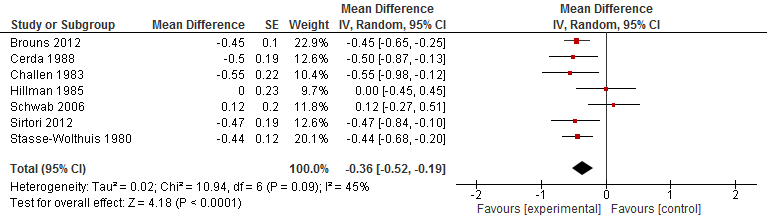 Mean Difference Mean Difference
Study or Subgroup Mean Difference SE Weight IV, Random, 95% CI IV, Random, 95% CI
Brouns 2012 -0.45 0.1 22.9% -0.45 [-0.65, -0.25]
Cerda 1988 -0.5 0.19 12.6% -0.50 [-0.87, -0.13]
Challen 1983 -0.55 0.22 10.4% -0.55 [-0.98, -0.12]
Hillman 1985 0 0.23 9.7% 0.00 [-0.45, 0.45]
Schwab 2006 0.12 0.2 11.8% 0.12 [-0.27, 0.51]
Sirtori 2012 -0.47 0.19 12.6% -0.47 [-0.84, -0.10]
Stasse-Wolthuis 1980 -0.44 0.12 20.1% -0.44 [-0.68, -0.20]
Total (95% CI) 100.0% -0.36 [-0.52, -0.19]
Heterogeneity: Tau² = 0.02; Chi² = 10.94, df = 6 (P = 0.09); I² = 45%
Test for overall effect: Z = 4.18 (P < 0.0001)
-2 -1 0 1 2
Favours [experimental] Favours [control]